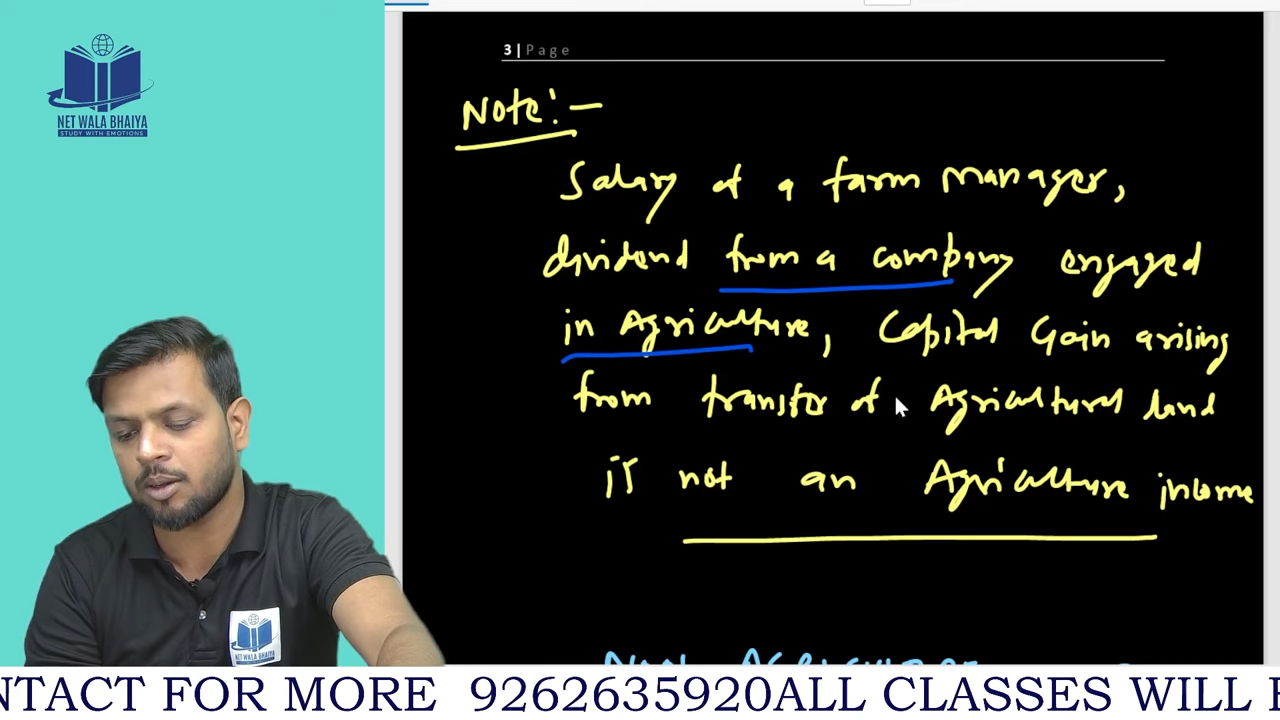 NET WALA BHAIYA
STUDY WITH EMOTIONS
3 | Page
Note:-
Salary of a farm manager,
dividend from a company engaged
in Agriculture, Capital Gain arising
from transfer of Agricultural land
is not an Agriculture income
NTACT FOR MORE 9262635920ALL CLASSES WILL